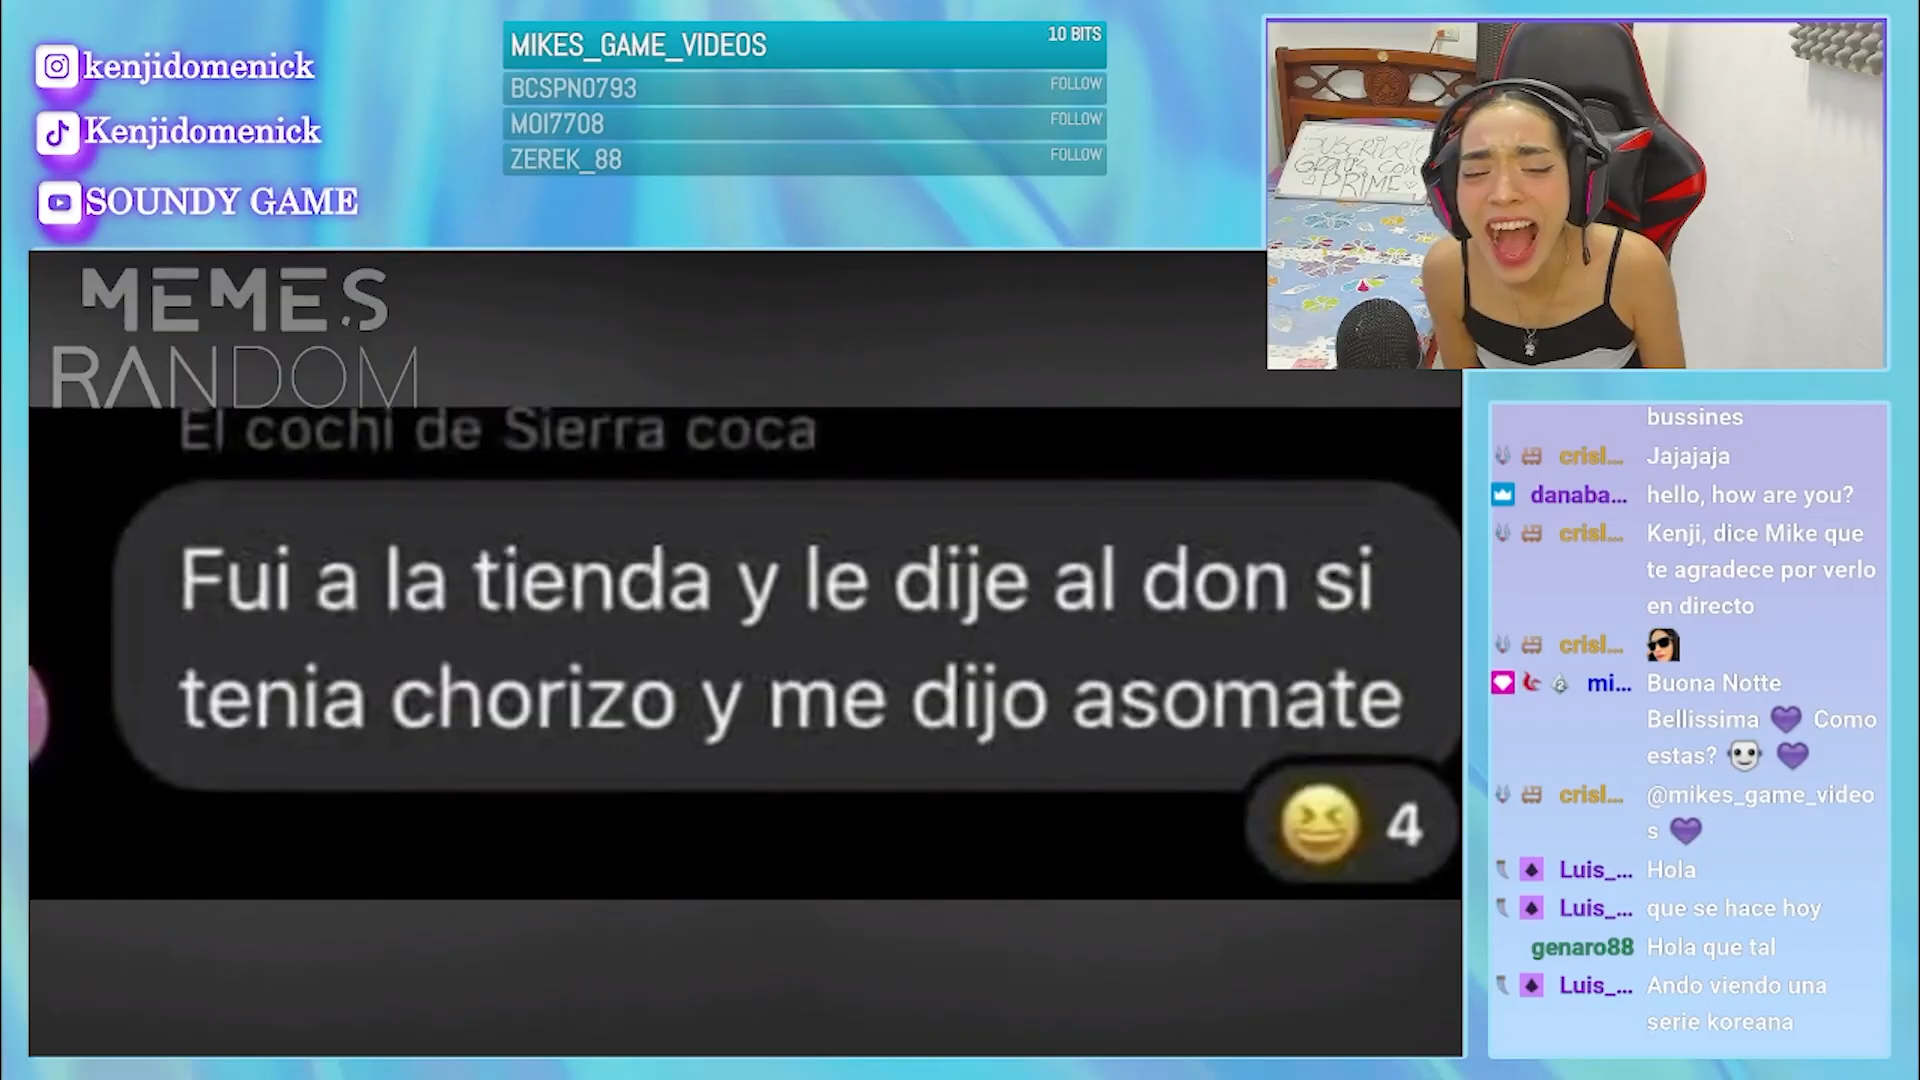 kenjidomenick
Kenjidomenick
SOUNDY GAME
MIKES_GAME_VIDEOS 10 BITS
BCSPN0793 FOLLOW
MOI7708 FOLLOW
ZEREK_88 FOLLOW
SUSCRIBETE
GRATIS CON
PRIME
MEMES
RANDOM
El cochi de Sierra coca
Fui a la tienda y le dije al don si
tenia chorizo y me dijo asomate
😆 4
bussines
crisl... Jajajaja
danaba... hello, how are you?
crisl... Kenji, dice Mike que
te agradece por verlo
en directo
crisl...
mi... Buona Notte
Bellissima 💜 Como
estas? 💜
crisl... @mikes_game_video
s 💜
Luis_... Hola
Luis_... que se hace hoy
genaro88 Hola que tal
Luis_... Ando viendo una
serie koreana